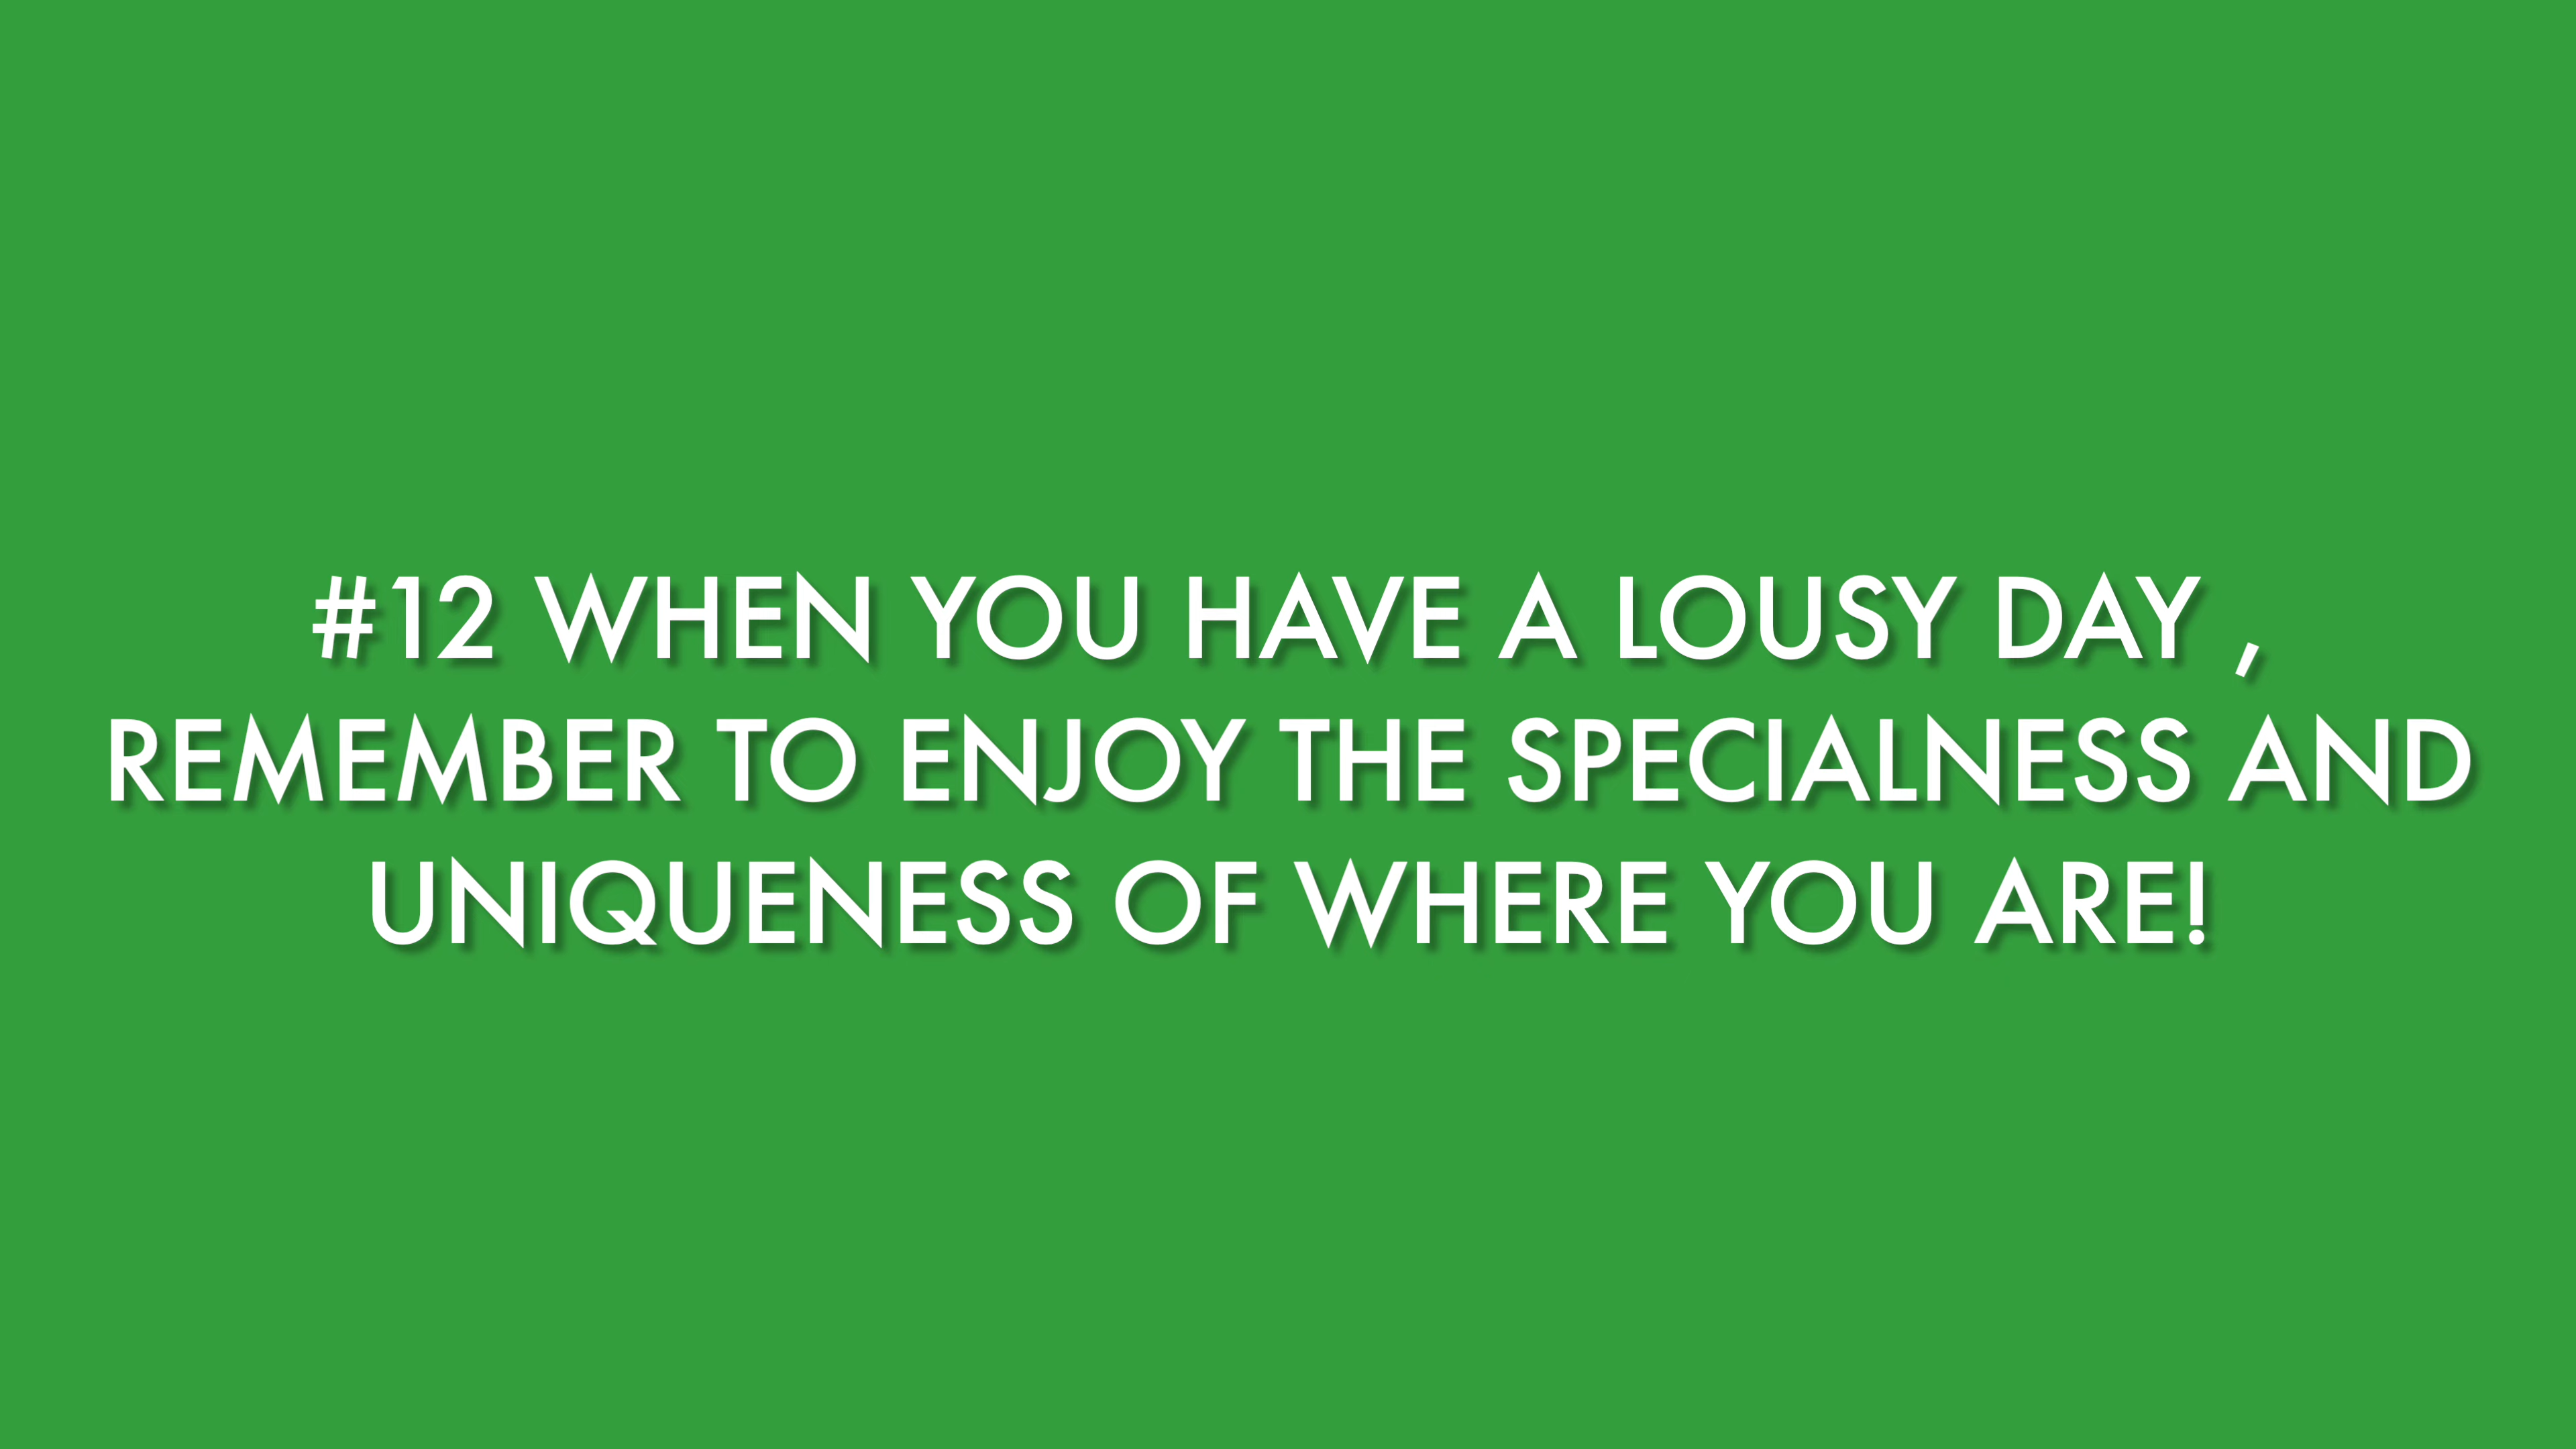 #12 WHEN YOU HAVE A LOUSY DAY ,
REMEMBER TO ENJOY THE SPECIALNESS AND
UNIQUENESS OF WHERE YOU ARE!